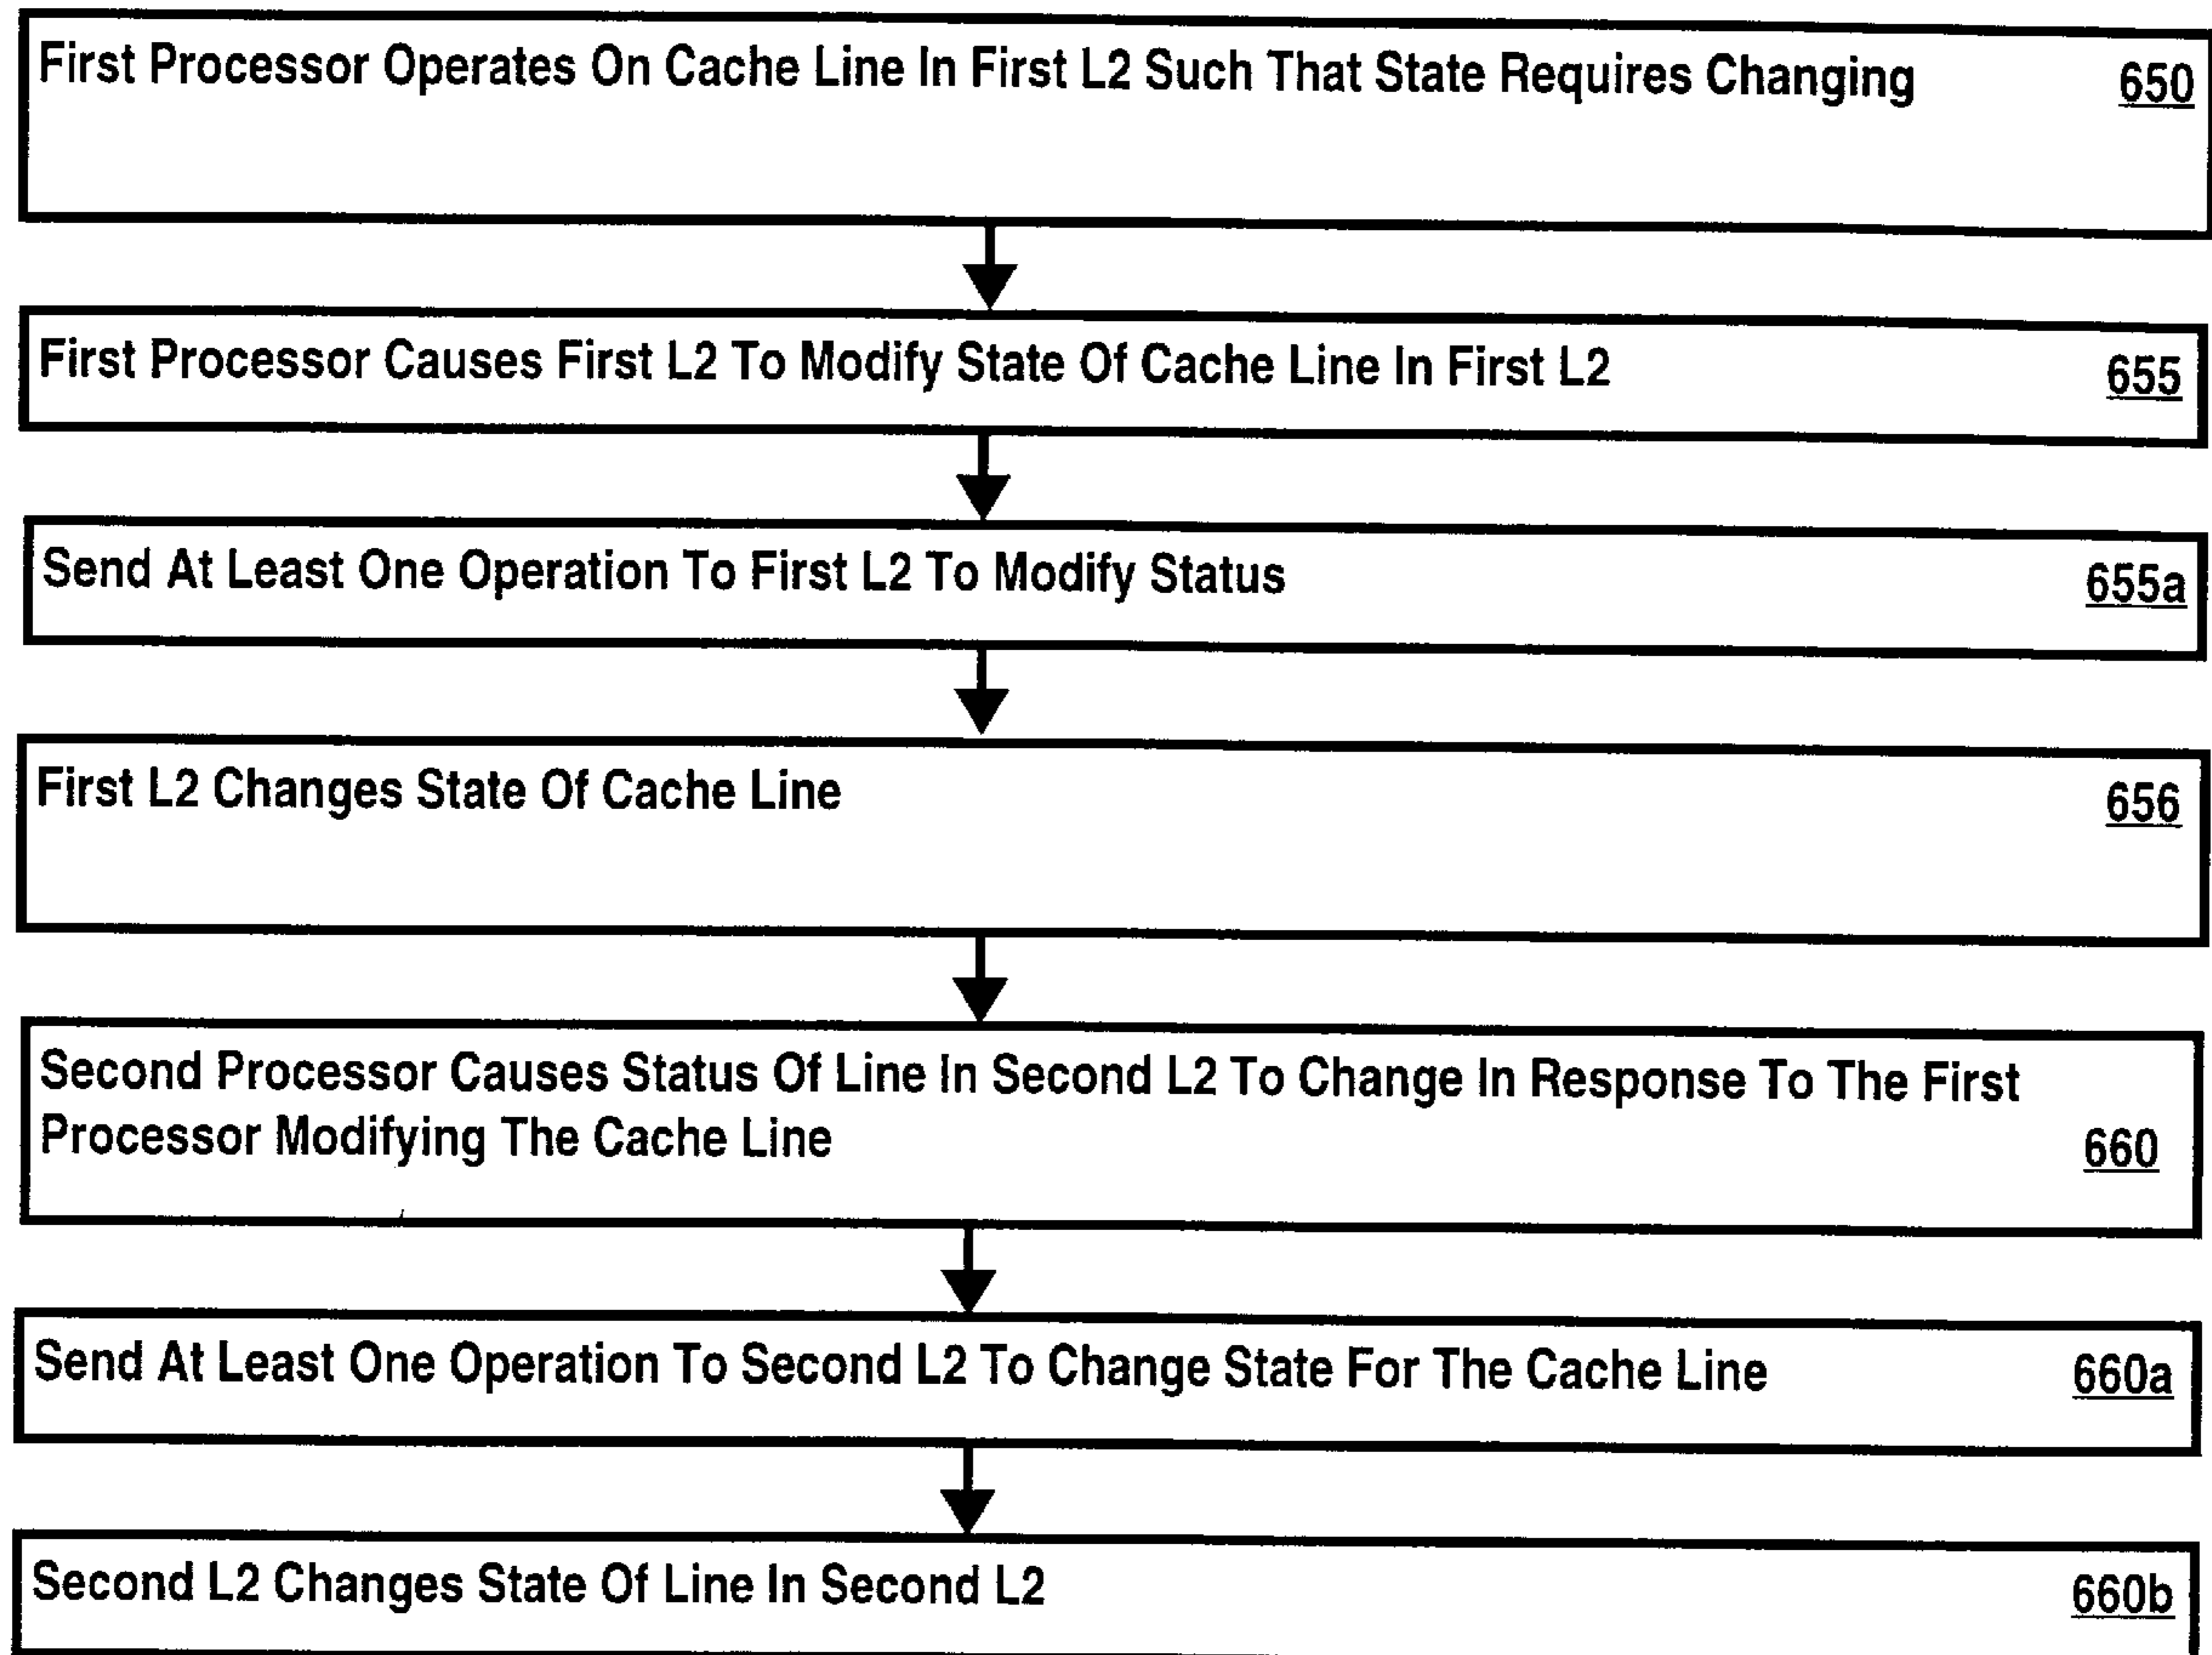 First Processor Operates On Cache Line In First L2 Such That State Requires Changing 650
First Processor Causes First L2 To Modify State Of Cache Line In First L2 655
Send At Least One Operation To First L2 To Modify Status 655a
First L2 Changes State Of Cache Line 656
Second Processor Causes Status Of Line In Second L2 To Change In Response To The First
Processor Modifying The Cache Line 660
Send At Least One Operation To Second L2 To Change State For The Cache Line 660a
Second L2 Changes State Of Line In Second L2 660b